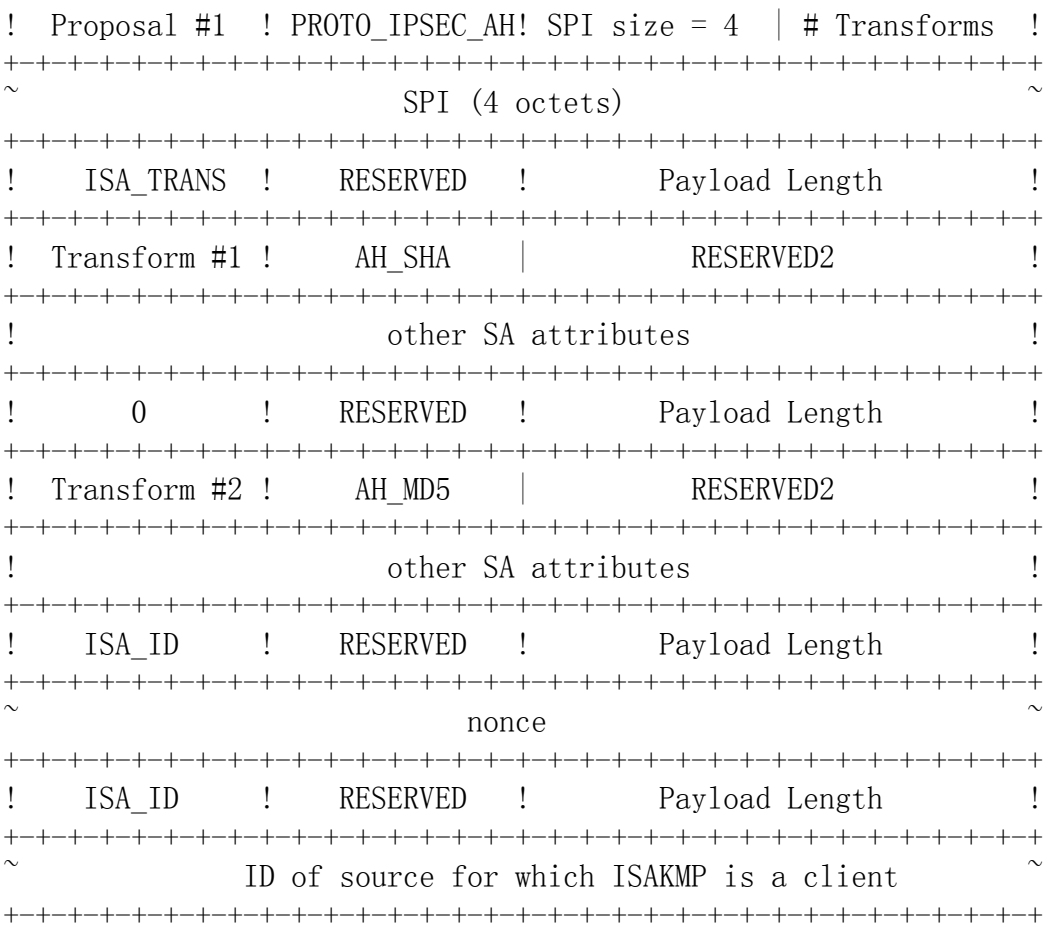 ! Proposal #1 ! PROTO_IPSEC_AH! SPI size = 4 | # Transforms !
+-+-+-+-+-+-+-+-+-+-+-+-+-+-+-+-+-+-+-+-+-+-+-+-+-+-+-+-+-+-+-+-+
~ SPI (4 octets) ~
+-+-+-+-+-+-+-+-+-+-+-+-+-+-+-+-+-+-+-+-+-+-+-+-+-+-+-+-+-+-+-+-+
! ISA_TRANS ! RESERVED ! Payload Length !
+-+-+-+-+-+-+-+-+-+-+-+-+-+-+-+-+-+-+-+-+-+-+-+-+-+-+-+-+-+-+-+-+
! Transform #1 ! AH_SHA | RESERVED2 !
+-+-+-+-+-+-+-+-+-+-+-+-+-+-+-+-+-+-+-+-+-+-+-+-+-+-+-+-+-+-+-+-+
! other SA attributes !
+-+-+-+-+-+-+-+-+-+-+-+-+-+-+-+-+-+-+-+-+-+-+-+-+-+-+-+-+-+-+-+-+
! 0 ! RESERVED ! Payload Length !
+-+-+-+-+-+-+-+-+-+-+-+-+-+-+-+-+-+-+-+-+-+-+-+-+-+-+-+-+-+-+-+-+
! Transform #2 ! AH_MD5 | RESERVED2 !
+-+-+-+-+-+-+-+-+-+-+-+-+-+-+-+-+-+-+-+-+-+-+-+-+-+-+-+-+-+-+-+-+
! other SA attributes !
+-+-+-+-+-+-+-+-+-+-+-+-+-+-+-+-+-+-+-+-+-+-+-+-+-+-+-+-+-+-+-+-+
! ISA_ID ! RESERVED ! Payload Length !
+-+-+-+-+-+-+-+-+-+-+-+-+-+-+-+-+-+-+-+-+-+-+-+-+-+-+-+-+-+-+-+-+
~ nonce ~
+-+-+-+-+-+-+-+-+-+-+-+-+-+-+-+-+-+-+-+-+-+-+-+-+-+-+-+-+-+-+-+-+
! ISA_ID ! RESERVED ! Payload Length !
+-+-+-+-+-+-+-+-+-+-+-+-+-+-+-+-+-+-+-+-+-+-+-+-+-+-+-+-+-+-+-+-+
~ ID of source for which ISAKMP is a client ~
+-+-+-+-+-+-+-+-+-+-+-+-+-+-+-+-+-+-+-+-+-+-+-+-+-+-+-+-+-+-+-+-+